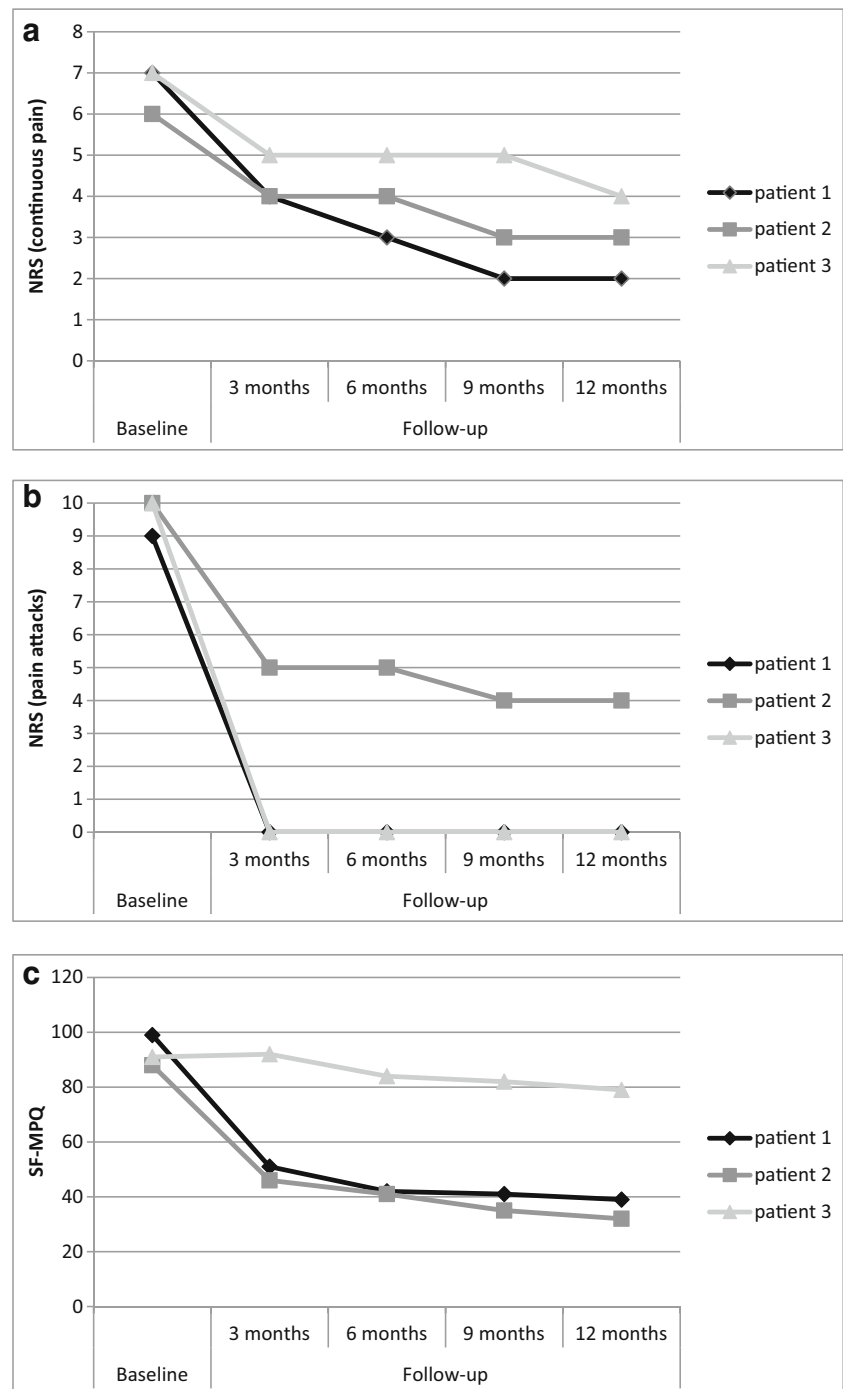 a
NRS (continuous pain)
8
7
6
5
4
3
2
1
0
3 months 6 months 9 months 12 months
Baseline Follow-up
patient 1
patient 2
patient 3
b
NRS (pain attacks)
10
9
8
7
6
5
4
3
2
1
0
3 months 6 months 9 months 12 months
Baseline Follow-up
patient 1
patient 2
patient 3
c
SF-MPQ
120
100
80
60
40
20
0
3 months 6 months 9 months 12 months
Baseline Follow-up
patient 1
patient 2
patient 3